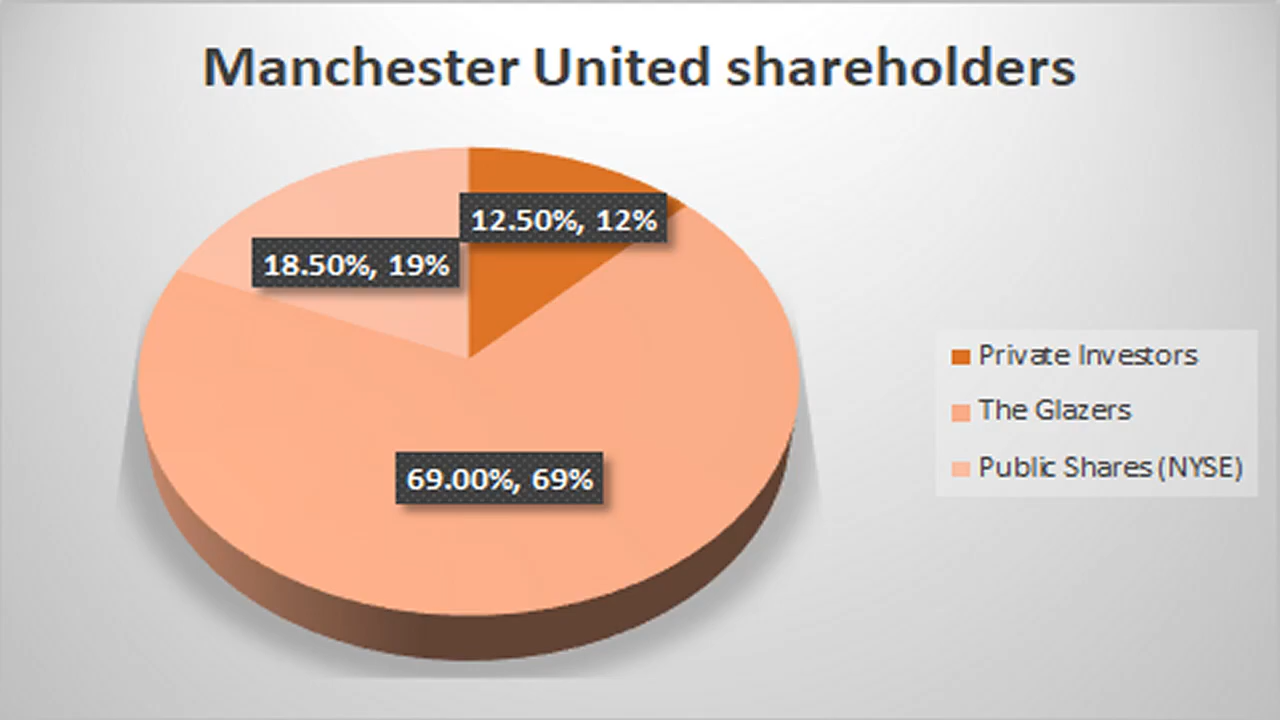 Manchester United shareholders
12.50%, 12%
18.50%, 19%
69.00%, 69%
Private Investors
The Glazers
Public Shares (NYSE)